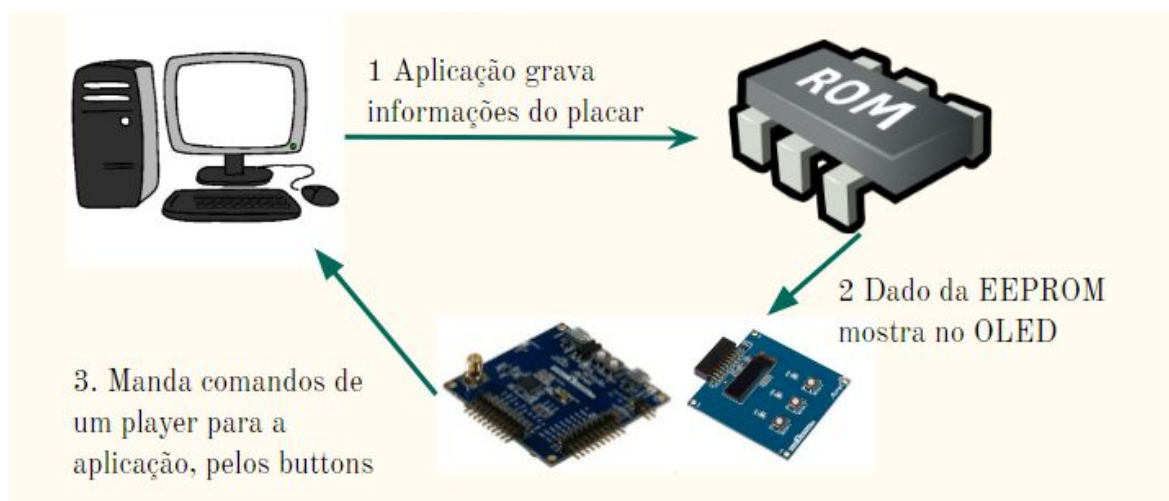 1 Aplicação grava
informações do placar
ROM
2 Dado da EEPROM
mostra no OLED
3. Manda comandos de
um player para a
aplicação, pelos buttons